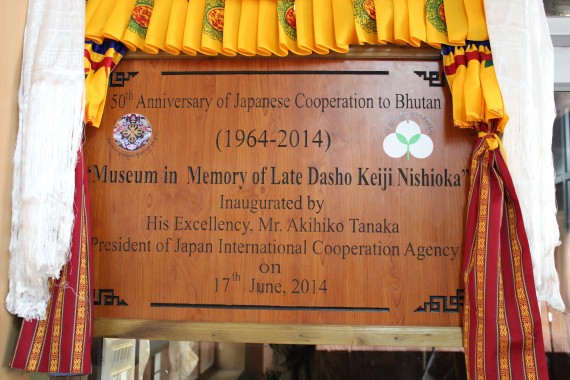 50th Anniversary of Japanese Cooperation to Bhutan
(1964-2014)
"Museum in Memory of Late Dasho Keiji Nishioka"
Inaugurated by
His Excellency, Mr. Akihiko Tanaka
President of Japan International Cooperation Agency
on
17th June, 2014